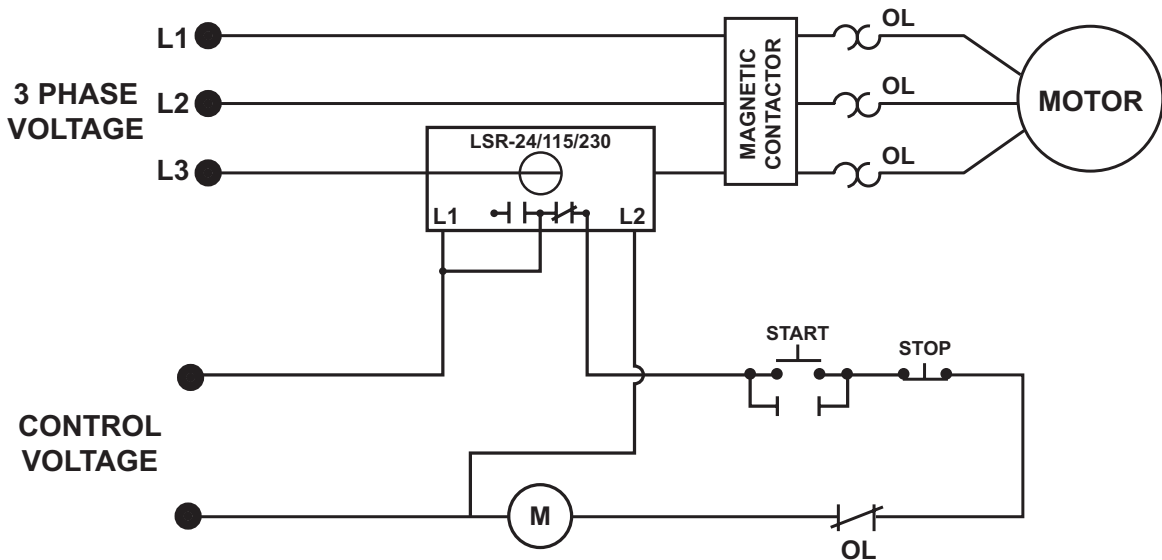 L1
OL
3 PHASE
VOLTAGE
L2
MAGNETIC
CONTACTOR
OL
MOTOR
LSR-24/115/230
L3
OL
L1
L2
START
STOP
CONTROL
VOLTAGE
M
OL